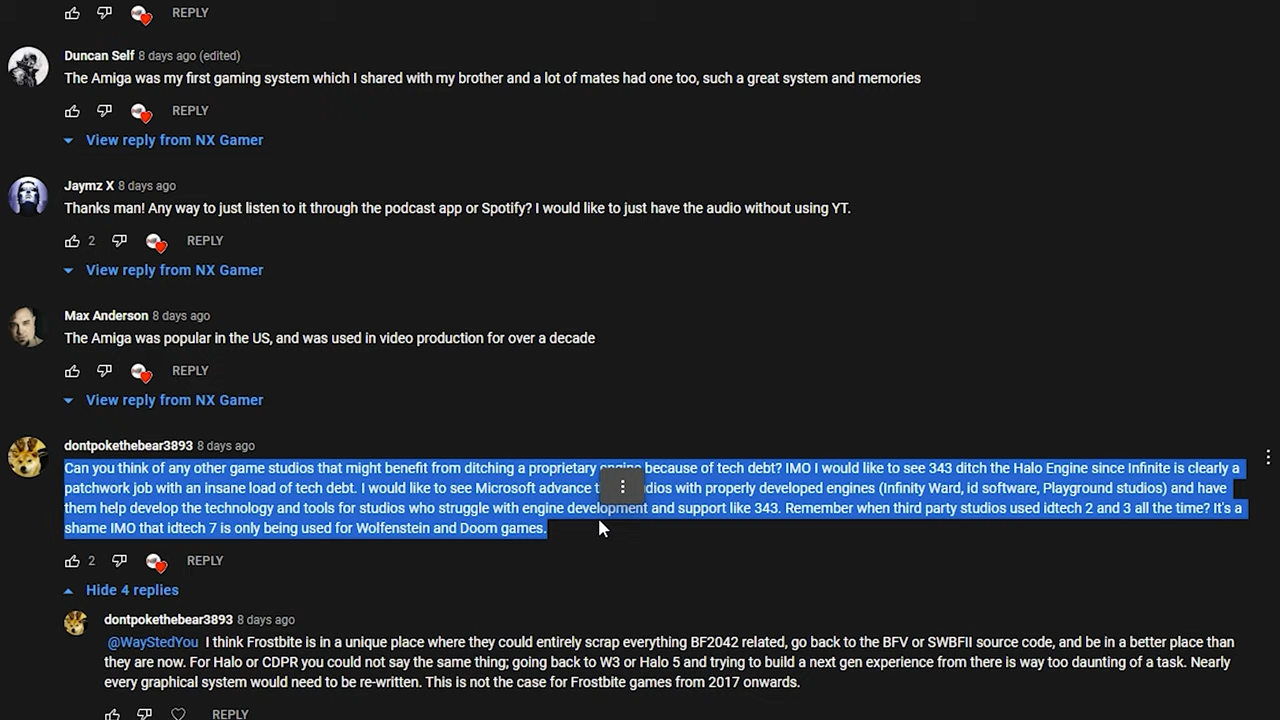 REPLY
Duncan Self 8 days ago (edited)
The Amiga was my first gaming system which I shared with my brother and a lot of mates had one too, such a great system and memories
REPLY
View reply from NX Gamer
Jaymz X 8 days ago
Thanks man! Any way to just listen to it through the podcast app or Spotify? I would like to just have the audio without using YT.
2 REPLY
View reply from NX Gamer
Max Anderson 8 days ago
The Amiga was popular in the US, and was used in video production for over a decade
REPLY
View reply from NX Gamer
dontpokethebear3893 8 days ago
Can you think of any other game studios that might benefit from ditching a proprietary engine because of tech debt? IMO I would like to see 343 ditch the Halo Engine since Infinite is clearly a
patchwork job with an insane load of tech debt. I would like to see Microsoft advance with properly developed engines (Infinity Ward, id software, Playground studios) and have
them help develop the technology and tools for studios who struggle with engine development and support like 343. Remember when third party studios used idtech 2 and 3 all the time? It's a
shame IMO that idtech 7 is only being used for Wolfenstein and Doom games.
2 REPLY
Hide 4 replies
dontpokethebear3893 8 days ago
@WayStedYou I think Frostbite is in a unique place where they could entirely scrap everything BF2042 related, go back to the BFV or SWBFII source code, and be in a better place than
they are now. For Halo or CDPR you could not say the same thing; going back to W3 or Halo 5 and trying to build a next gen experience from there is way too daunting of a task. Nearly
every graphical system would need to be re-written. This is not the case for Frostbite games from 2017 onwards.
REPLY